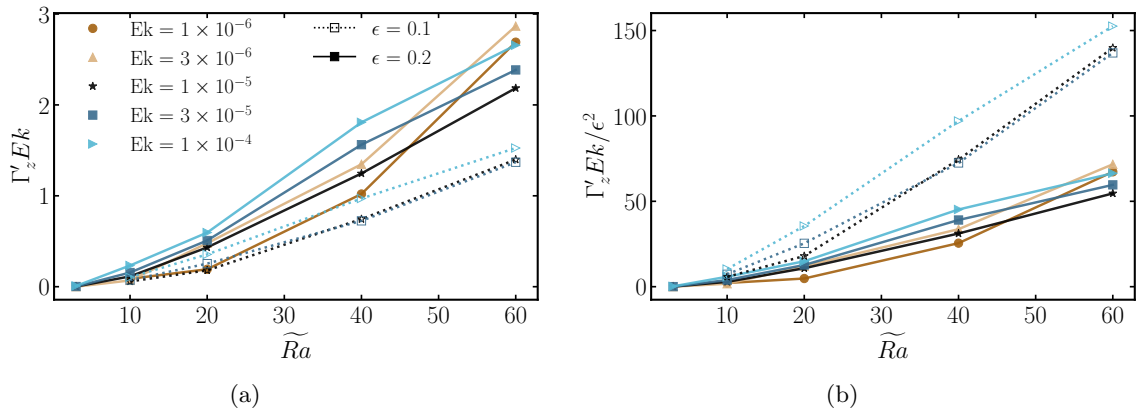 3
2
1
0
Γ′_z Ek
Ek = 1 × 10⁻⁶
Ek = 3 × 10⁻⁶
Ek = 1 × 10⁻⁵
Ek = 3 × 10⁻⁵
Ek = 1 × 10⁻⁴
ϵ = 0.1
ϵ = 0.2
10 20 30 40 50 60
R͠a
(a)
150
100
50
0
Γ′_z Ek/ϵ²
10 20 30 40 50 60
R͠a
(b)